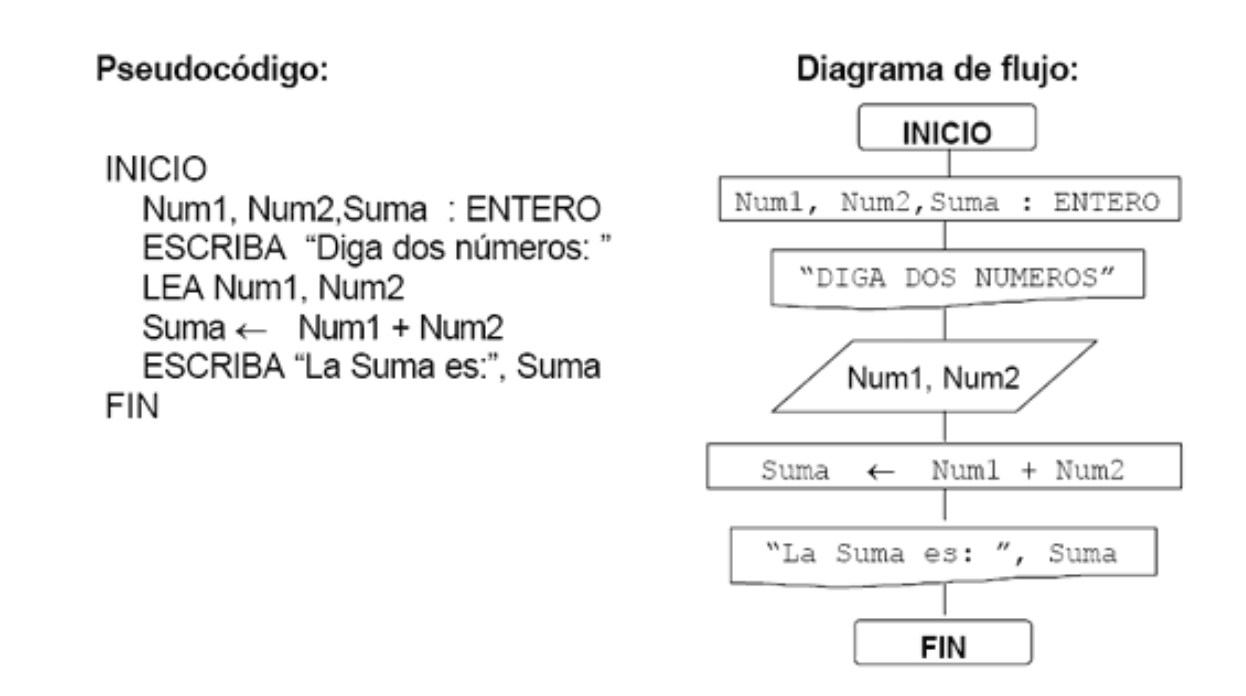 Pseudocódigo:
INICIO
Num1, Num2,Suma : ENTERO
ESCRIBA “Diga dos números: ”
LEA Num1, Num2
Suma ← Num1 + Num2
ESCRIBA “La Suma es:”, Suma
FIN
Diagrama de flujo:
INICIO
Num1, Num2,Suma : ENTERO
“DIGA DOS NUMEROS”
Num1, Num2
Suma ← Num1 + Num2
“La Suma es: ”, Suma
FIN